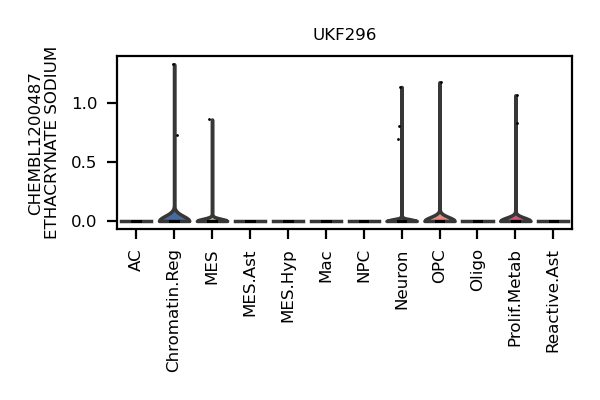 UKF296
CHEMBL1200487
ETHACRYNATE SODIUM
1.0
0.5
0.0
AC
Chromatin.Reg
MES
MES.Ast
MES.Hyp
Mac
NPC
Neuron
OPC
Oligo
Prolif.Metab
Reactive.Ast